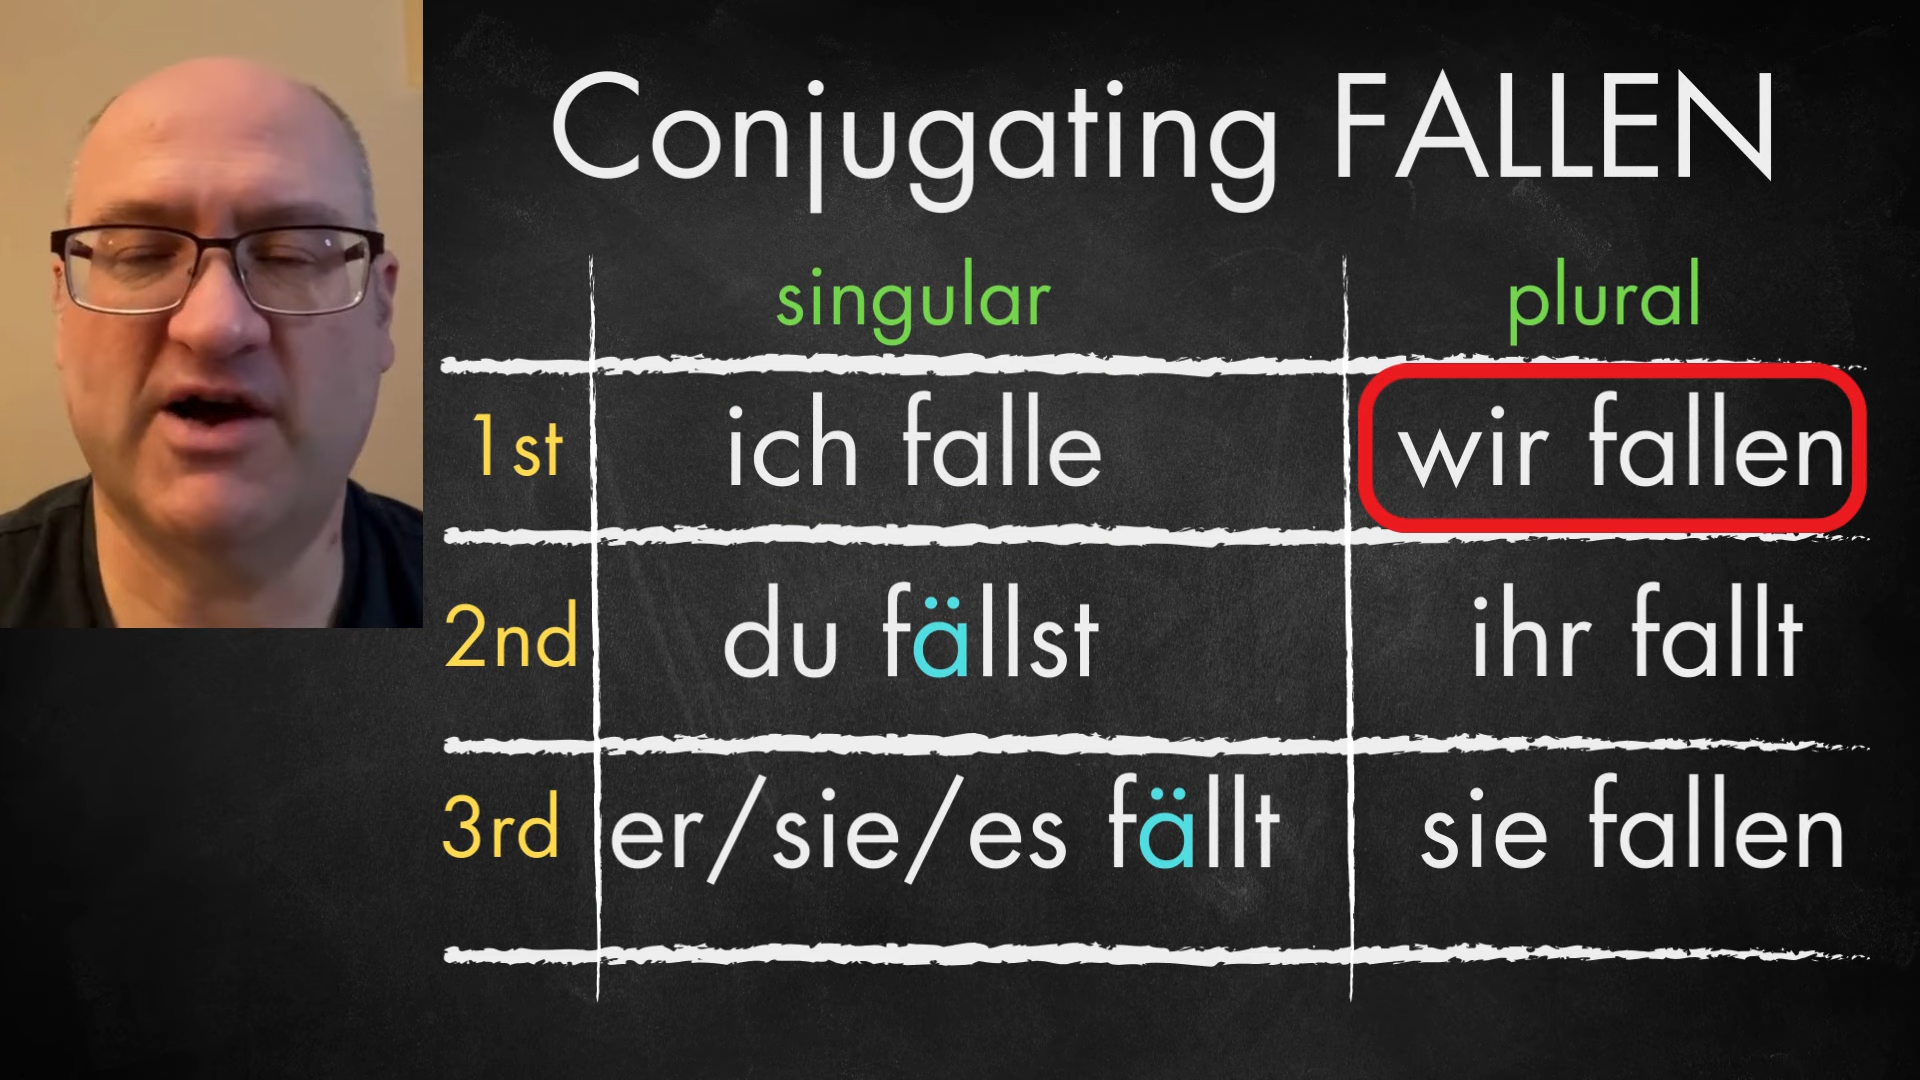 Conjugating FALLEN
singular plural
1st ich falle wir fallen
2nd du fällst ihr fallt
3rd er/sie/es fällt sie fallen